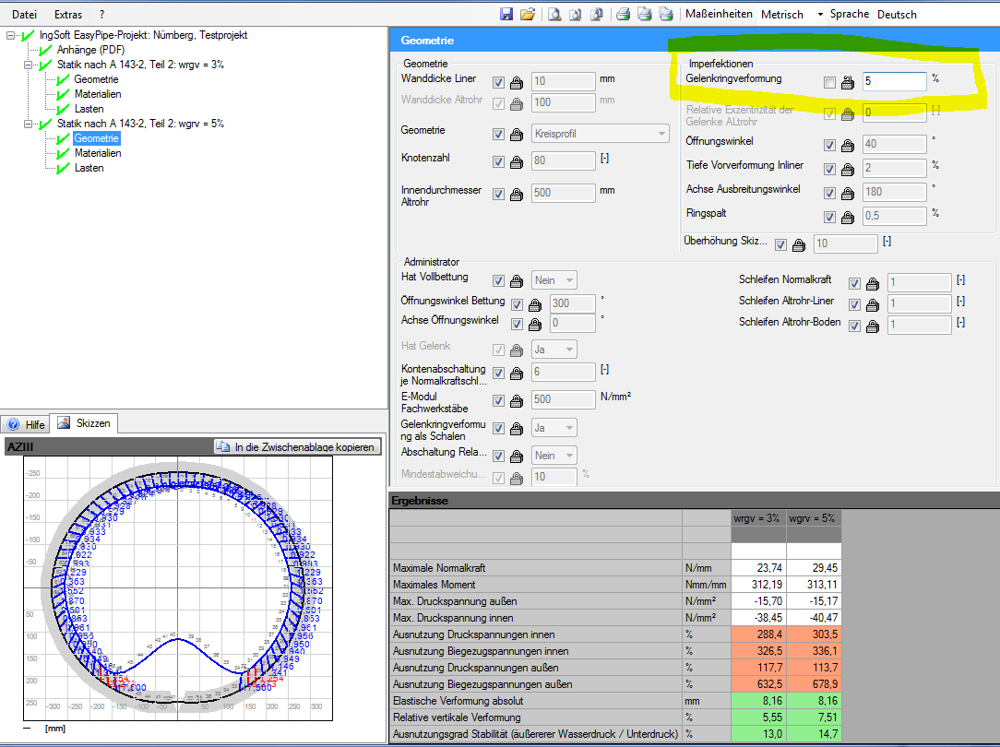 Datei Extras ? Maßeinheiten Metrisch Sprache Deutsch
IngSoft EasyPipe-Projekt: Nürnberg, Testprojekt
Anhänge (PDF)
Statik nach A 143-2, Teil 2: wrgv = 3%
Geometrie
Materialien
Lasten
Statik nach A 143-2, Teil 2: wrgv = 5%
Geometrie
Materialien
Lasten
Hilfe Skizzen
AZIII In die Zwischenablage kopieren
-250
-200
-150
-100
-50
50
100
150
200
250
-300 -250 -200 -150 -100 -50 50 100 150 200 250 300
[mm]
Geometrie
Geometrie
Wanddicke Liner 10 mm
Wanddicke Altrohr 100 mm
Geometrie Kreisprofil
Knotenzahl 80 [-]
Innendurchmesser
Altrohr 500 mm
Imperfektionen
Gelenkringverformung 5 %
Relative Exzentrizität der
Gelenke ALtrohr 0 [-]
Öffnungswinkel 40 °
Tiefe Vorverformung Inliner 2 %
Achse Ausbreitungswinkel 180 °
Ringspalt 0,5 %
Überhöhung Skiz... 10 [-]
Administrator
Hat Vollbettung Nein
Öffnungswinkel Bettung 300 °
Achse Öffnungswinkel 0 °
Hat Gelenk Ja
Kontenabschaltung
je Normalkraftschl... 6 [-]
E-Modul
Fachwerkstäbe 500 N/mm²
Gelenkringverformu
ng als Schalen Ja
Abschaltung Rela... Nein
Mindestabweichu... 10 %
Schleifen Normalkraft 1 [-]
Schleifen Altrohr-Liner 1 [-]
Schleifen Altrohr-Boden 1 [-]
Ergebnisse
wrgv = 3% wgrv = 5%
Maximale Normalkraft N/mm 23,74 29,45
Maximales Moment Nmm/mm 312,19 313,11
Max. Druckspannung außen N/mm² -15,70 -15,17
Max. Druckspannung innen N/mm² -38,45 -40,47
Ausnutzung Druckspannungen innen % 288,4 303,5
Ausnutzung Biegezugspannungen innen % 326,5 336,1
Ausnutzung Druckspannungen außen % 117,7 113,7
Ausnutzung Biegezugspannungen außen % 632,5 678,9
Elastische Verformung absolut mm 8,16 8,16
Relative vertikale Verformung % 5,55 7,51
Ausnutzungsgrad Stabilität (äußererer Wasserdruck / Unterdruck) % 13,0 14,7